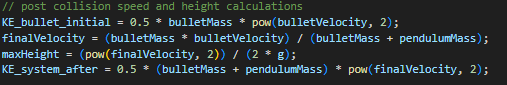 // post collision speed and height calculations
KE_bullet_initial = 0.5 * bulletMass * pow(bulletVelocity, 2);
finalVelocity = (bulletMass * bulletVelocity) / (bulletMass + pendulumMass);
maxHeight = (pow(finalVelocity, 2)) / (2 * g);
KE_system_after = 0.5 * (bulletMass + pendulumMass) * pow(finalVelocity, 2);